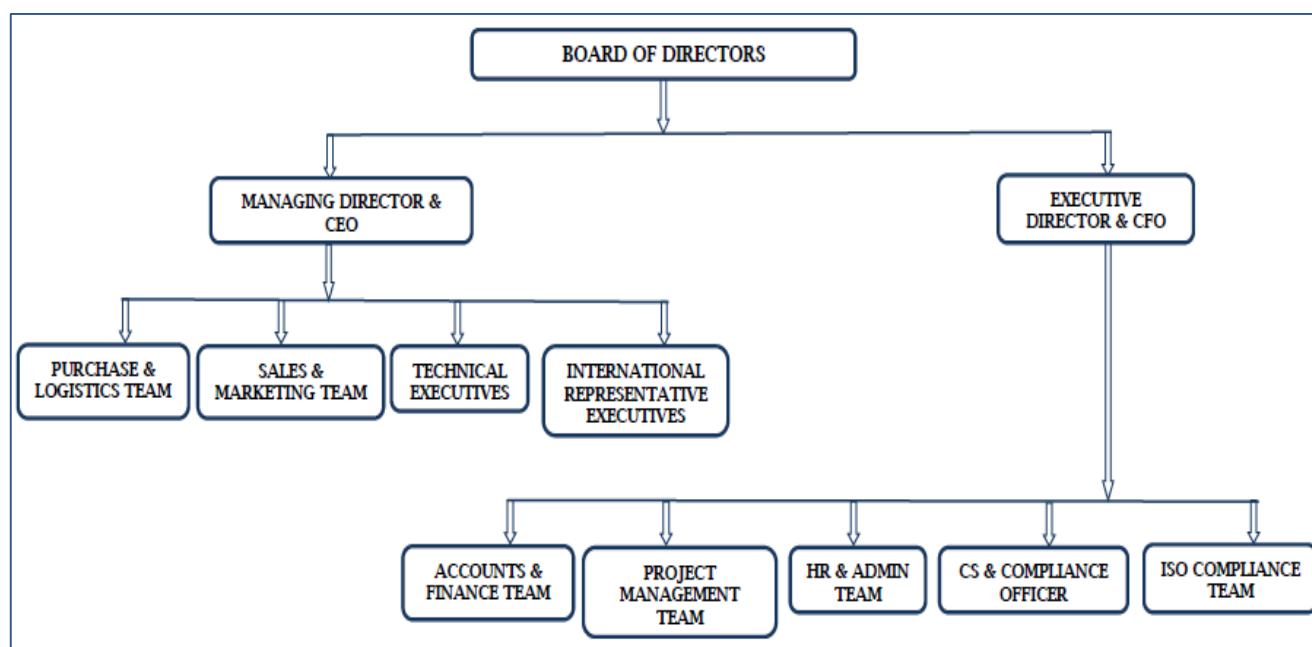 BOARD OF DIRECTORS
MANAGING DIRECTOR &
CEO
EXECUTIVE
DIRECTOR & CFO
PURCHASE &
LOGISTICS TEAM
SALES &
MARKETING TEAM
TECHNICAL
EXECUTIVES
INTERNATIONAL
REPRESENTATIVE
EXECUTIVES
ACCOUNTS &
FINANCE TEAM
PROJECT
MANAGEMENT
TEAM
HR & ADMIN
TEAM
CS & COMPLIANCE
OFFICER
ISO COMPLIANCE
TEAM